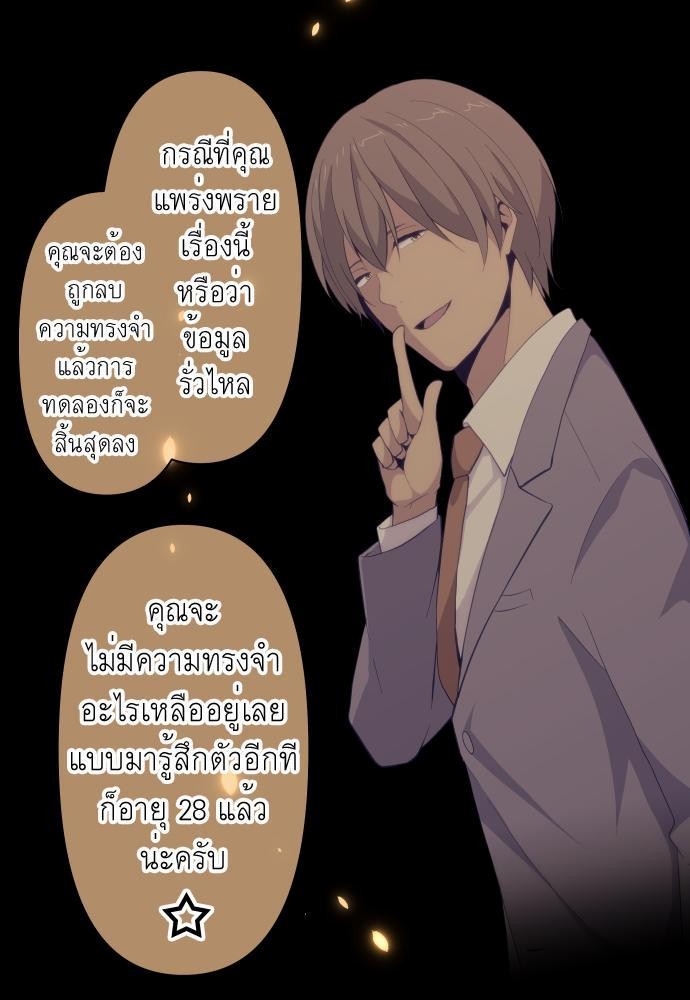 กรณีที่คุณ
แพร่งพราย
เรื่องนี้
หรือว่า
ข้อมูล
รั่วไหล
คุณจะต้อง
ถูกลบ
ความทรงจำ
แล้วการ
ทดลองก็จะ
สิ้นสุดลง
คุณจะ
ไม่มีความทรงจำ
อะไรเหลืออยู่เลย
แบบมารู้สึกตัวอีกที
ก็อายุ 28 แล้ว
น่ะครับ
☆